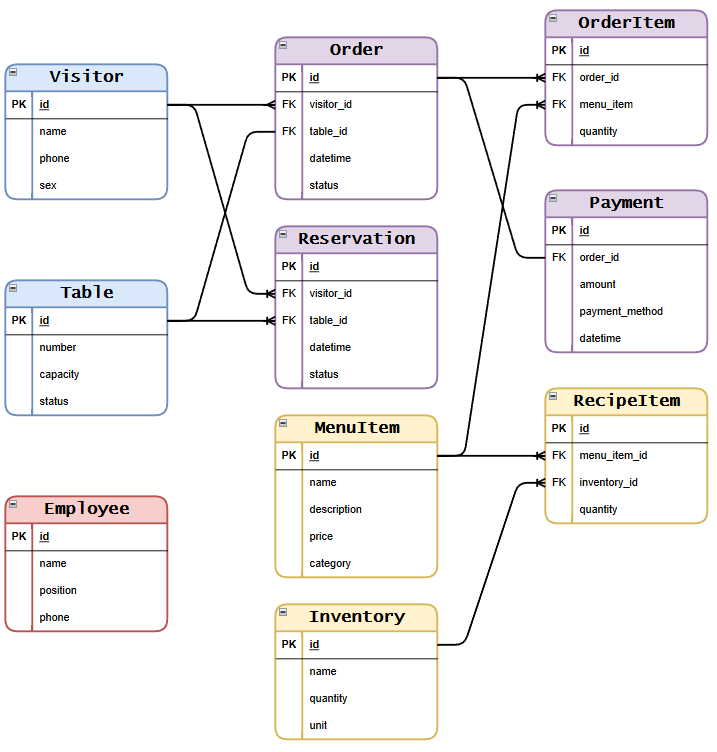 Visitor
PK id
name
phone
sex
Table
PK id
number
capacity
status
Employee
PK id
name
position
phone
Order
PK id
FK visitor_id
FK table_id
datetime
status
Reservation
PK id
FK visitor_id
FK table_id
datetime
status
MenuItem
PK id
name
description
price
category
Inventory
PK id
name
quantity
unit
OrderItem
PK id
FK order_id
FK menu_item
quantity
Payment
PK id
FK order_id
amount
payment_method
datetime
RecipeItem
PK id
FK menu_item_id
FK inventory_id
quantity